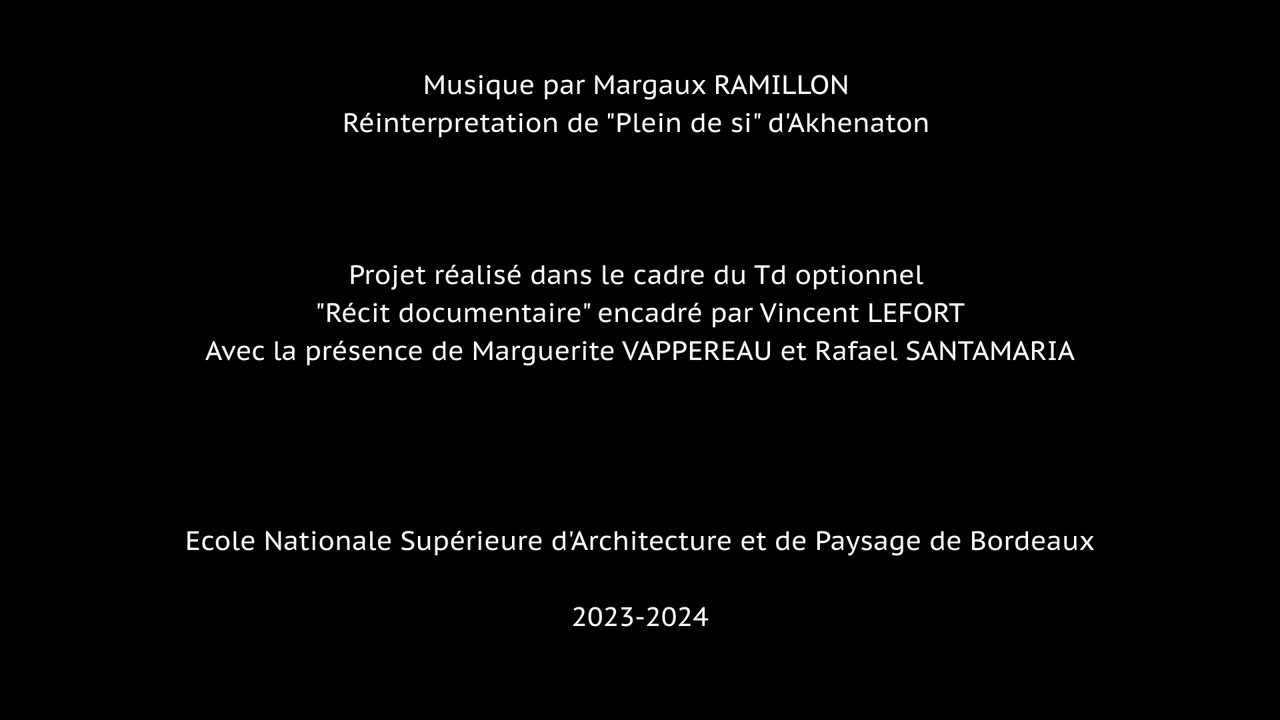 Musique par Margaux RAMILLON
Réinterpretation de "Plein de si" d'Akhenaton
Projet réalisé dans le cadre du Td optionnel
"Récit documentaire" encadré par Vincent LEFORT
Avec la présence de Marguerite VAPPEREAU et Rafael SANTAMARIA
Ecole Nationale Supérieure d'Architecture et de Paysage de Bordeaux
2023-2024